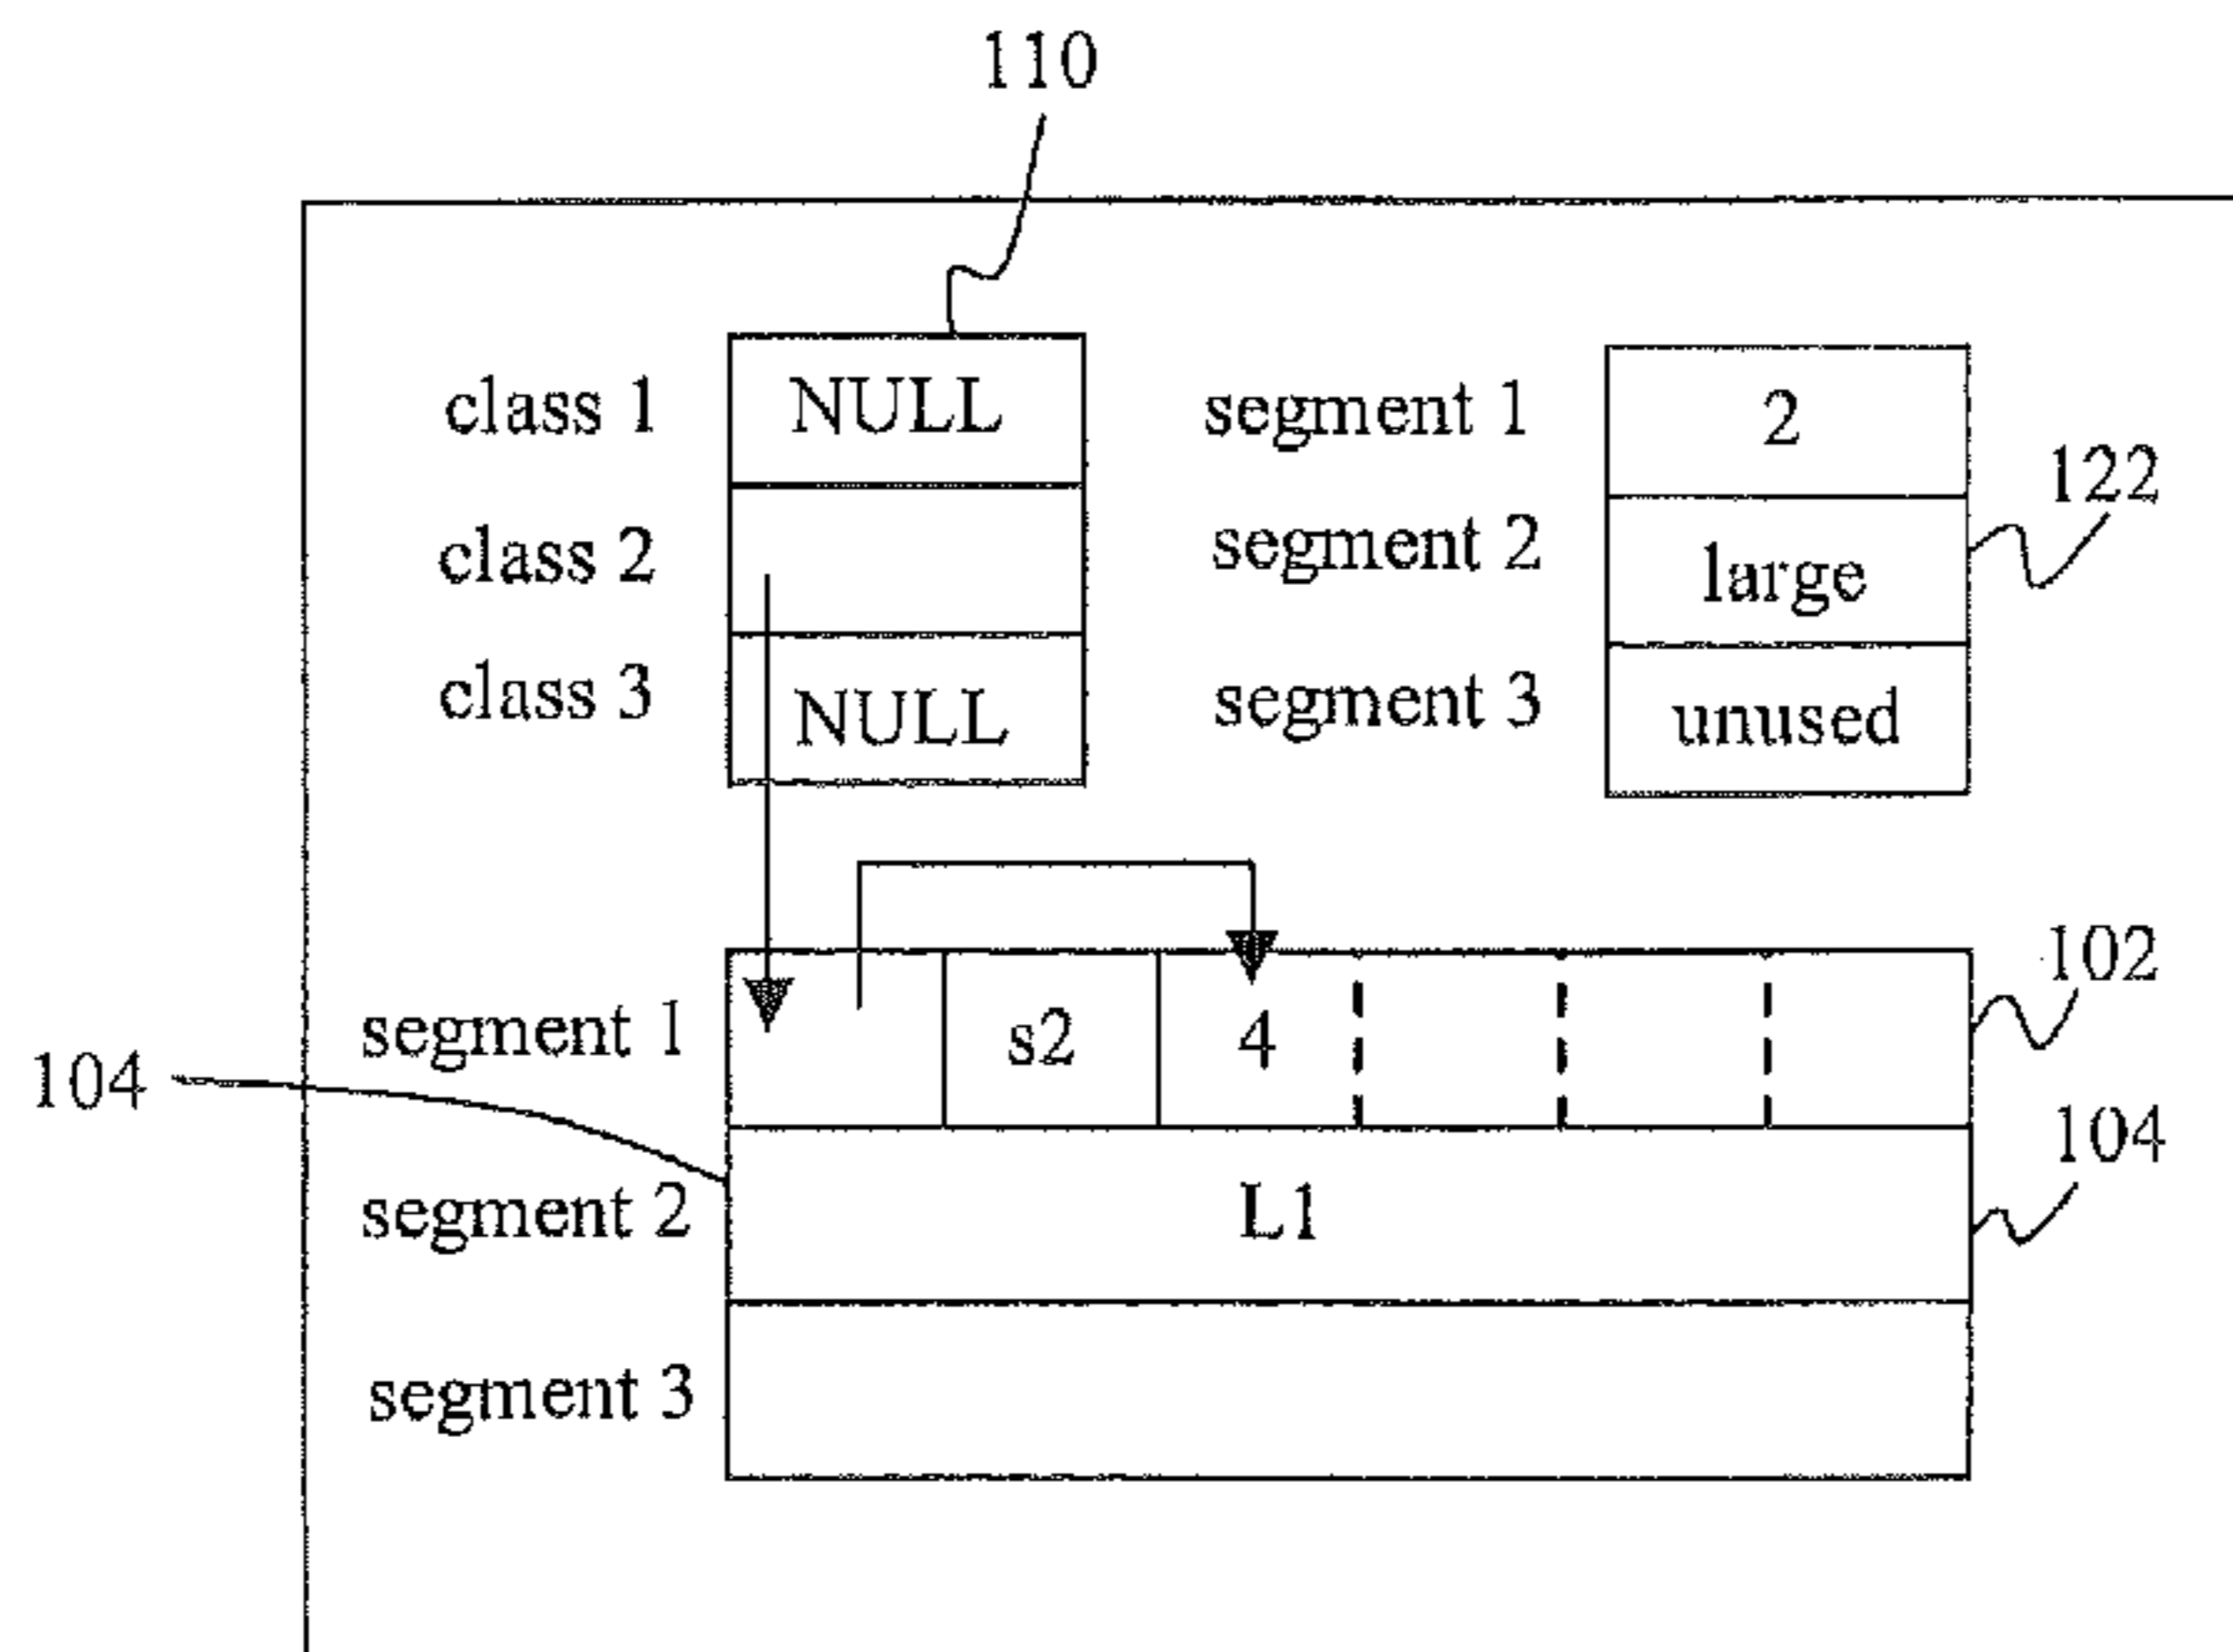 110
class 1 NULL segment 1 2
122
class 2 segment 2 large
class 3 NULL segment 3 unused
102
segment 1 s2 4
104
104
segment 2 L1
segment 3